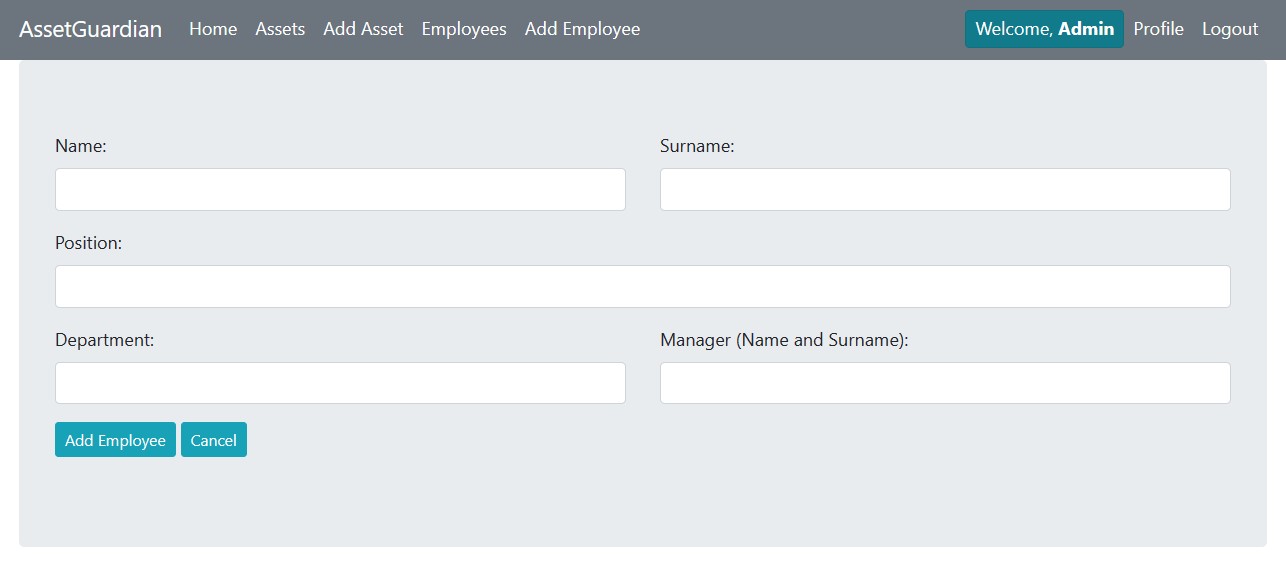 AssetGuardian Home Assets Add Asset Employees Add Employee Welcome, Admin Profile Logout
Name: Surname:
Position:
Department: Manager (Name and Surname):
Add Employee Cancel